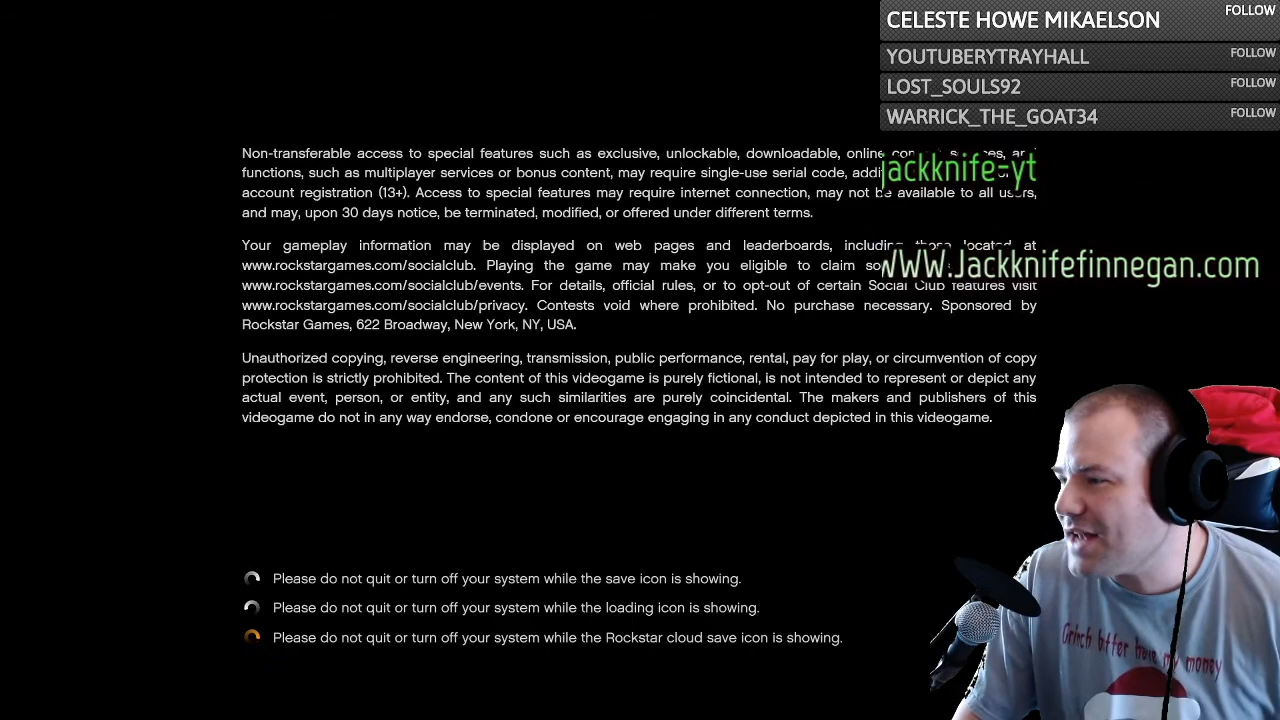 CELESTE HOWE MIKAELSON FOLLOW
YOUTUBERYTRAYHALL FOLLOW
LOST_SOULS92 FOLLOW
WARRICK_THE_GOAT34 FOLLOW
jackknife-yt
WWW.Jackknifefinnegan.com
Non-transferable access to special features such as exclusive, unlockable, downloadable, online
functions, such as multiplayer services or bonus content, may require single-use serial code,
account registration (13+). Access to special features may require internet connection, may not be available to all users,
and may, upon 30 days notice, be terminated, modified, or offered under different terms.
Your gameplay information may be displayed on web pages and leaderboards, including those located at
www.rockstargames.com/socialclub. Playing the game may make you eligible to claim
www.rockstargames.com/socialclub/events. For details, official rules, or to opt-out of certain Social Club features visit
www.rockstargames.com/socialclub/privacy. Contests void where prohibited. No purchase necessary. Sponsored by
Rockstar Games, 622 Broadway, New York, NY, USA.
Unauthorized copying, reverse engineering, transmission, public performance, rental, pay for play, or circumvention of copy
protection is strictly prohibited. The content of this videogame is purely fictional, is not intended to represent or depict any
actual event, person, or entity, and any such similarities are purely coincidental. The makers and publishers of this
videogame do not in any way endorse, condone or encourage engaging in any conduct depicted in this videogame.
Please do not quit or turn off your system while the save icon is showing.
Please do not quit or turn off your system while the loading icon is showing.
Please do not quit or turn off your system while the Rockstar cloud save icon is showing.
Grinch better have my money